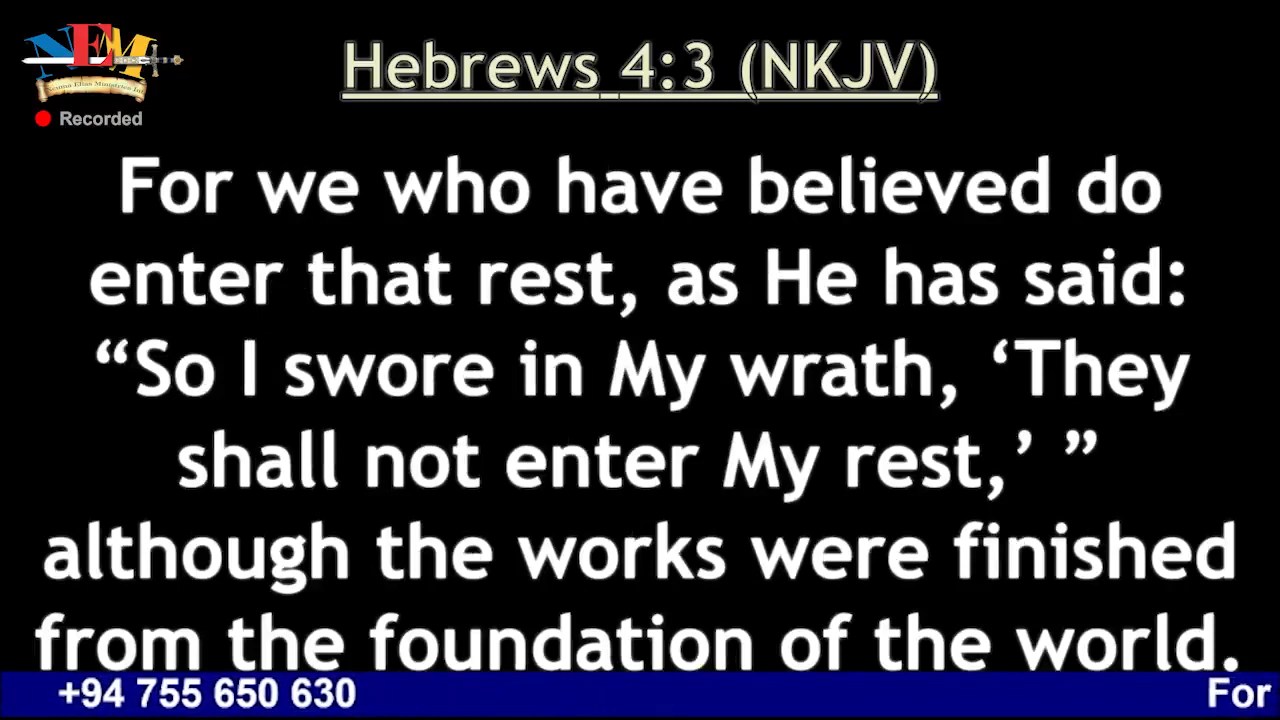 NEM
Hebrews 4:3 (NKJV)
Recorded
For we who have believed do
enter that rest, as He has said:
“So I swore in My wrath, ‘They
shall not enter My rest,’ ”
although the works were finished
from the foundation of the world.
+94 755 650 630
For